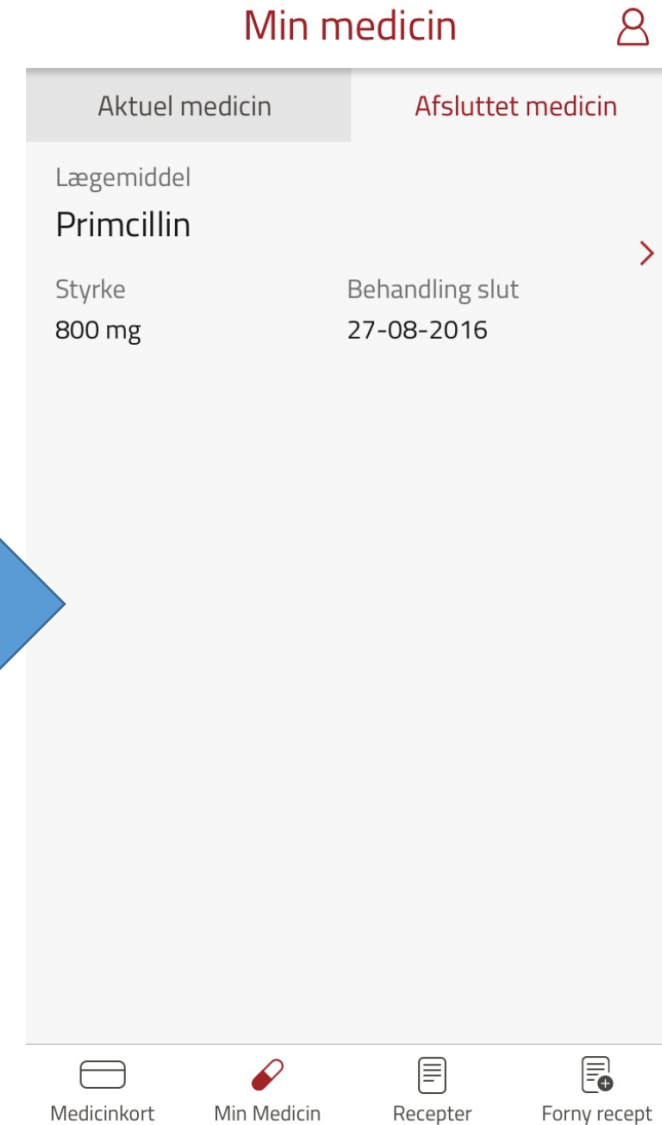 Min medicin
Aktuel medicin Afsluttet medicin
Lægemiddel
Primcillin
Styrke Behandling slut
800 mg 27-08-2016
Medicinkort Min Medicin Recepter Forny recept